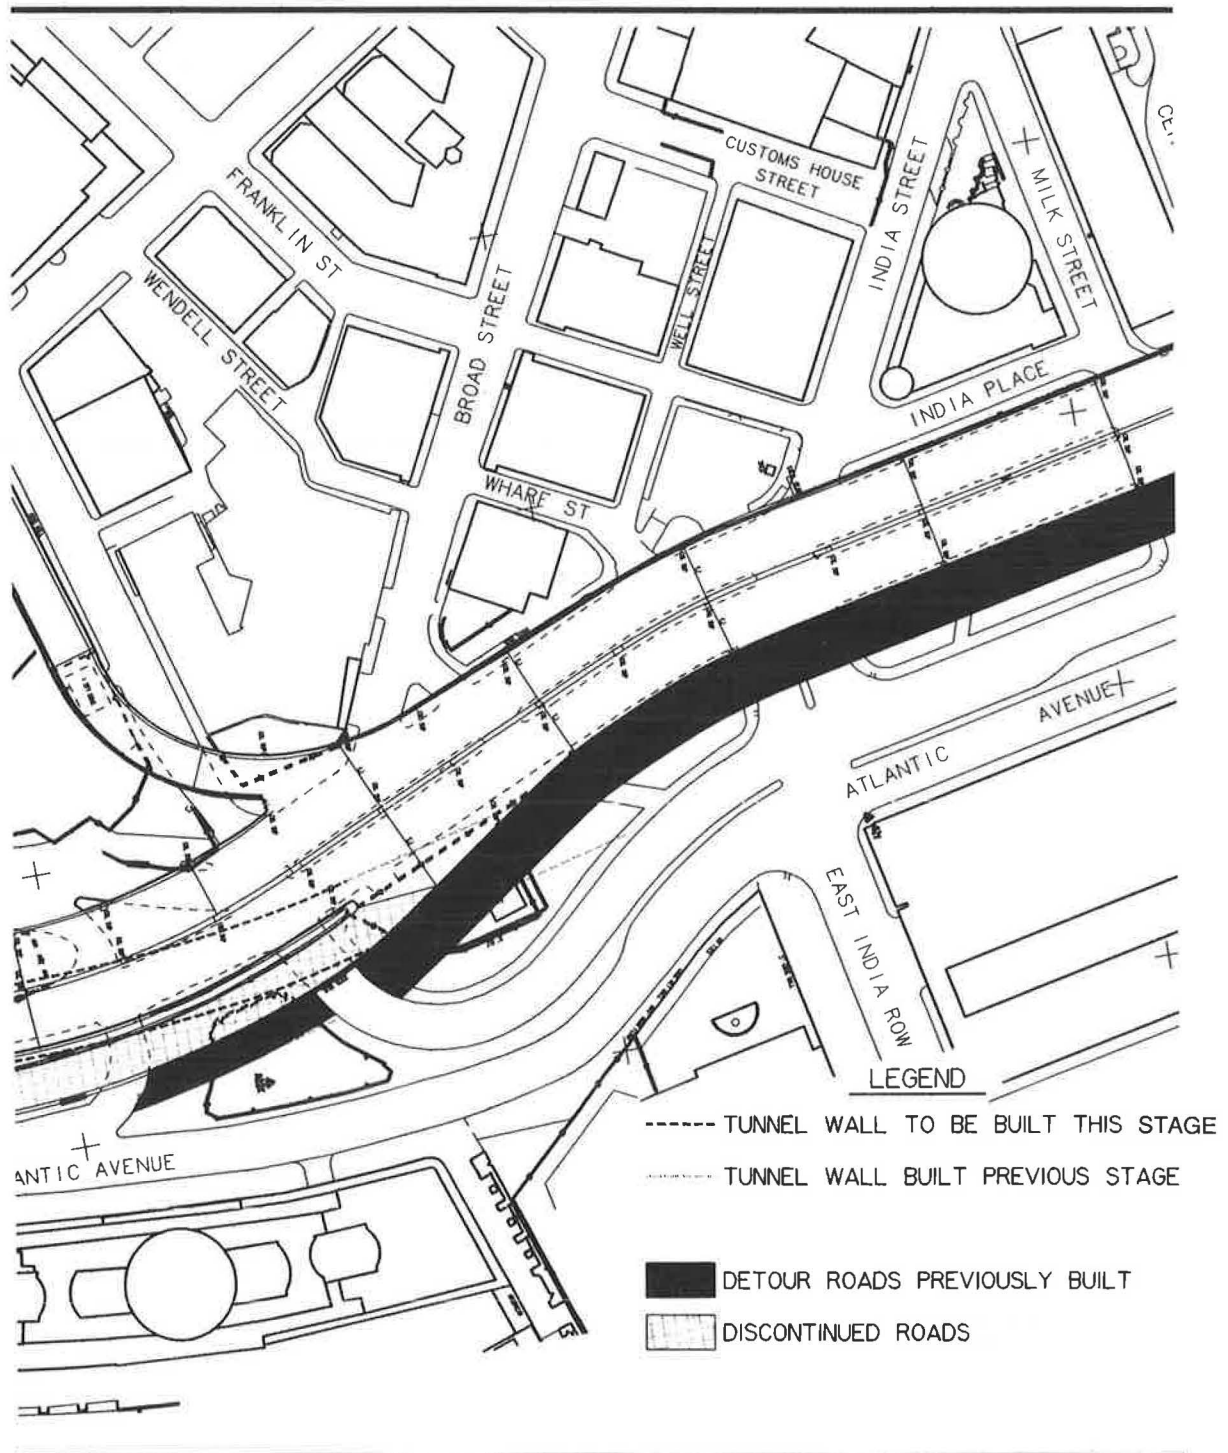 CUSTOMS HOUSE
STREET
INDIA STREET
MILK STREET
FRANKLIN ST
WENDELL STREET
BROAD STREET
WELL STREET
INDIA PLACE
WHARF ST
ATLANTIC AVENUE
EAST INDIA ROW
ANTIC AVENUE
LEGEND
TUNNEL WALL TO BE BUILT THIS STAGE
TUNNEL WALL BUILT PREVIOUS STAGE
DETOUR ROADS PREVIOUSLY BUILT
DISCONTINUED ROADS